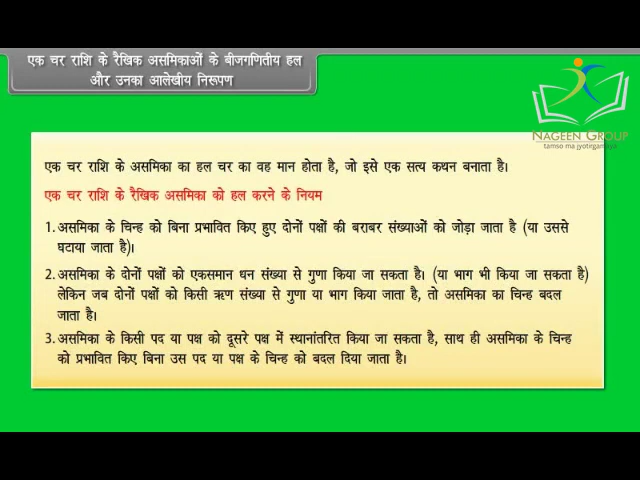 एक चर राशि के रैखिक असमिकाओं के बीजगणितीय हल
और उनका आलेखीय निरूपण
NAGEEN GROUP
tamso ma jyotirgamaya
एक चर राशि के असमिका का हल चर का वह मान होता है, जो इसे एक सत्य कथन बनाता है।
एक चर राशि के रैखिक असमिका को हल करने के नियम
1. असमिका के चिन्ह को बिना प्रभावित किए हुए दोनों पक्षों की बराबर संख्याओं को जोड़ा जाता है (या उससे
घटाया जाता है)।
2. असमिका के दोनों पक्षों को एकसमान धन संख्या से गुणा किया जा सकता है। (या भाग भी किया जा सकता है)
लेकिन जब दोनों पक्षों को किसी ऋण संख्या से गुणा या भाग किया जाता है, तो असमिका का चिन्ह बदल
जाता है।
3. असमिका के किसी पद या पक्ष को दूसरे पक्ष में स्थानांतरित किया जा सकता है, साथ ही असमिका के चिन्ह
को प्रभावित किए बिना उस पद या पक्ष के चिन्ह को बदल दिया जाता है।